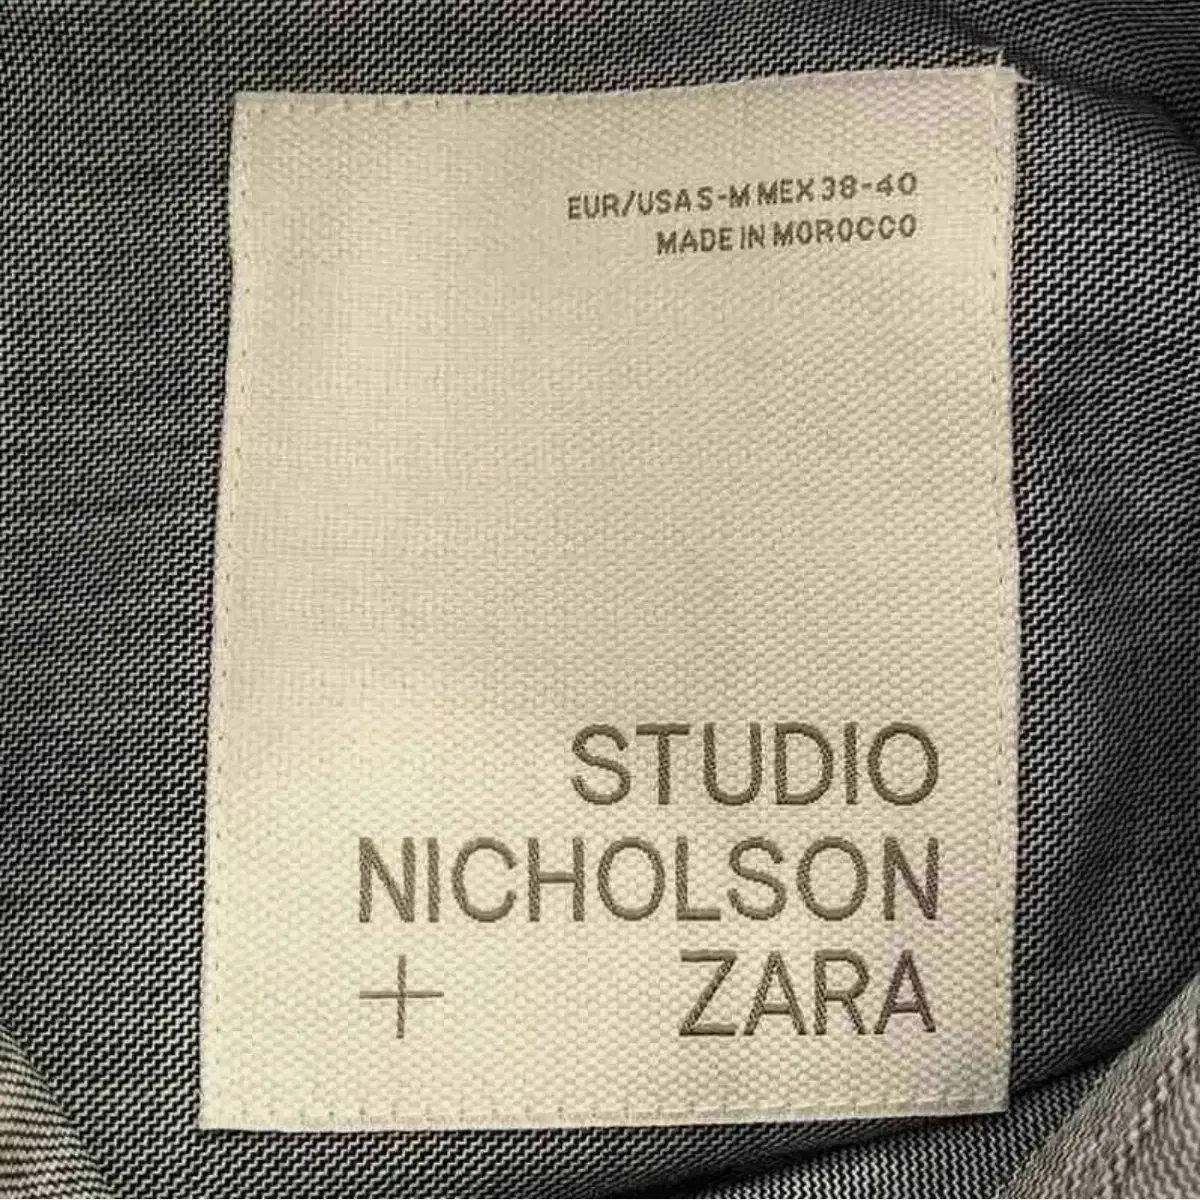 EUR/USA S-M MEX 38-40
MADE IN MOROCCO
STUDIO
NICHOLSON
+ ZARA